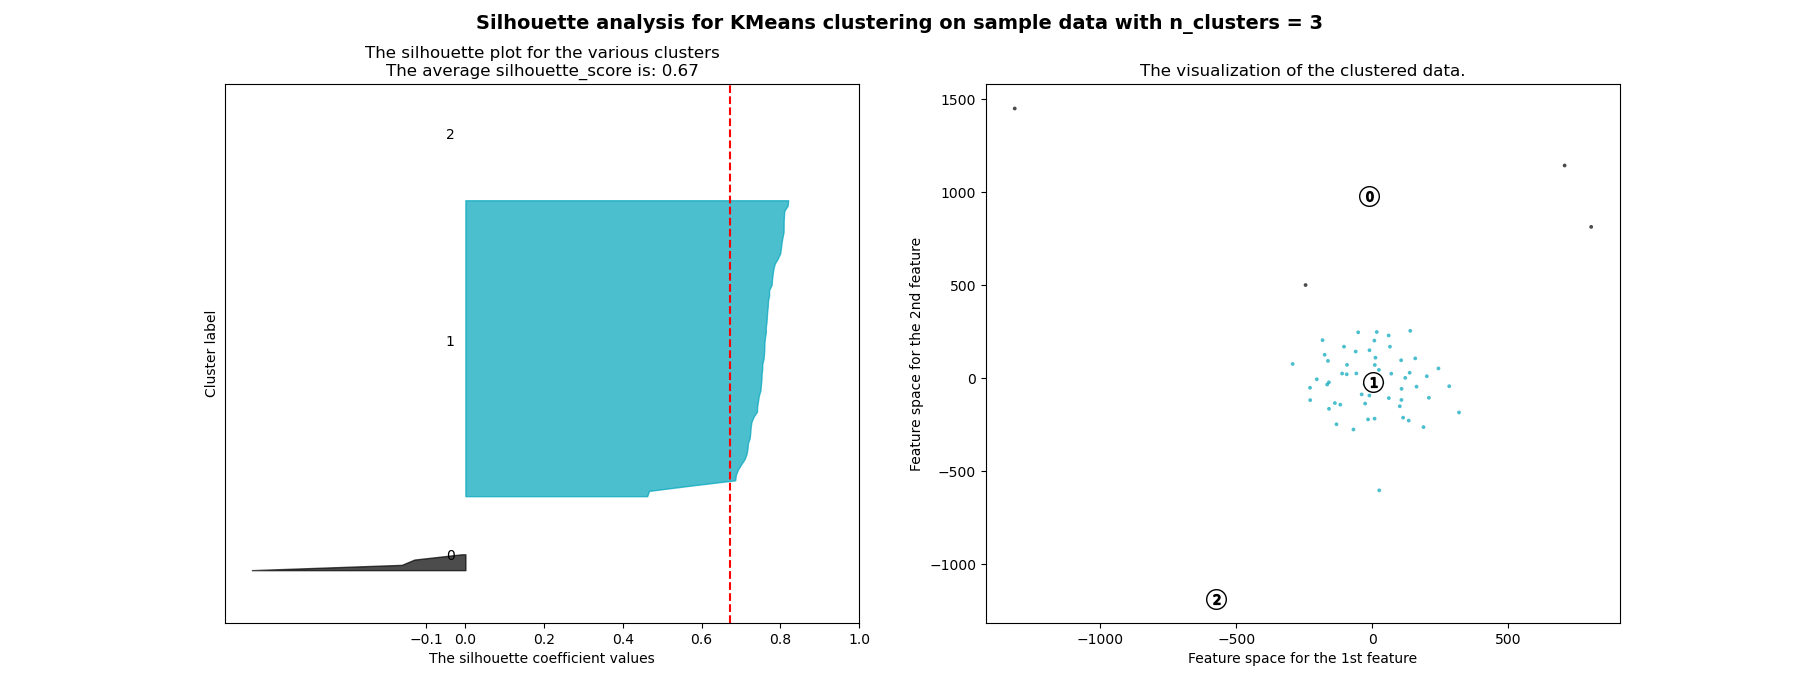 Silhouette analysis for KMeans clustering on sample data with n_clusters = 3
The silhouette plot for the various clusters
The average silhouette_score is: 0.67
2
1
0
Cluster label
−0.1 0.0 0.2 0.4 0.6 0.8 1.0
The silhouette coefficient values
The visualization of the clustered data.
1500
1000
500
0
−500
−1000
Feature space for the 2nd feature
0
1
2
−1000 −500 0 500
Feature space for the 1st feature